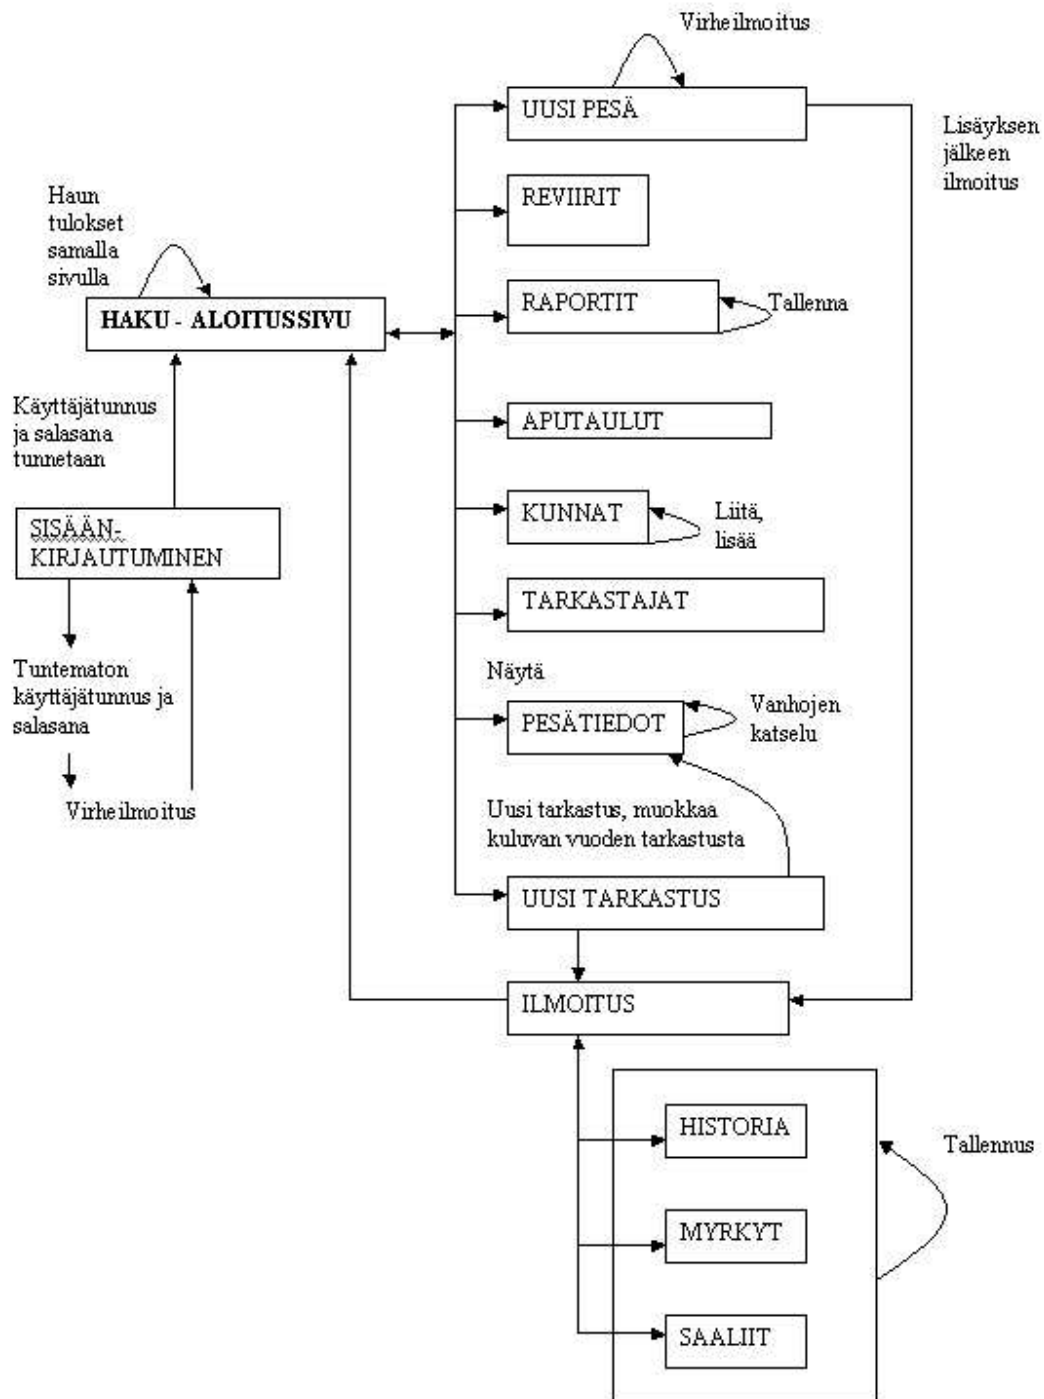 Virheilmoitus
UUSI PESÄ
Lisäyksen
jälkeen
ilmoitus
Haun
tulokset
samalla
sivulla
REVIIRIT
HAKU - ALOITUSSIVU
RAPORTIT
Tallenna
Käyttäjätunnus
ja salasana
tunnetaan
APUTAULUT
SISÄÄN-
KIRJAUTUMINEN
KUNNAT
Liitä,
lisää
TARKASTAJAT
Tuntematon
käyttäjätunnus ja
salasana
Näytä
PESÄTIEDOT
Vanhojen
katselu
Virheilmoitus
Uusi tarkastus, muokkaa
kuluvan vuoden tarkastusta
UUSI TARKASTUS
ILMOITUS
HISTORIA
Tallennus
MYRKYT
SAALIIT